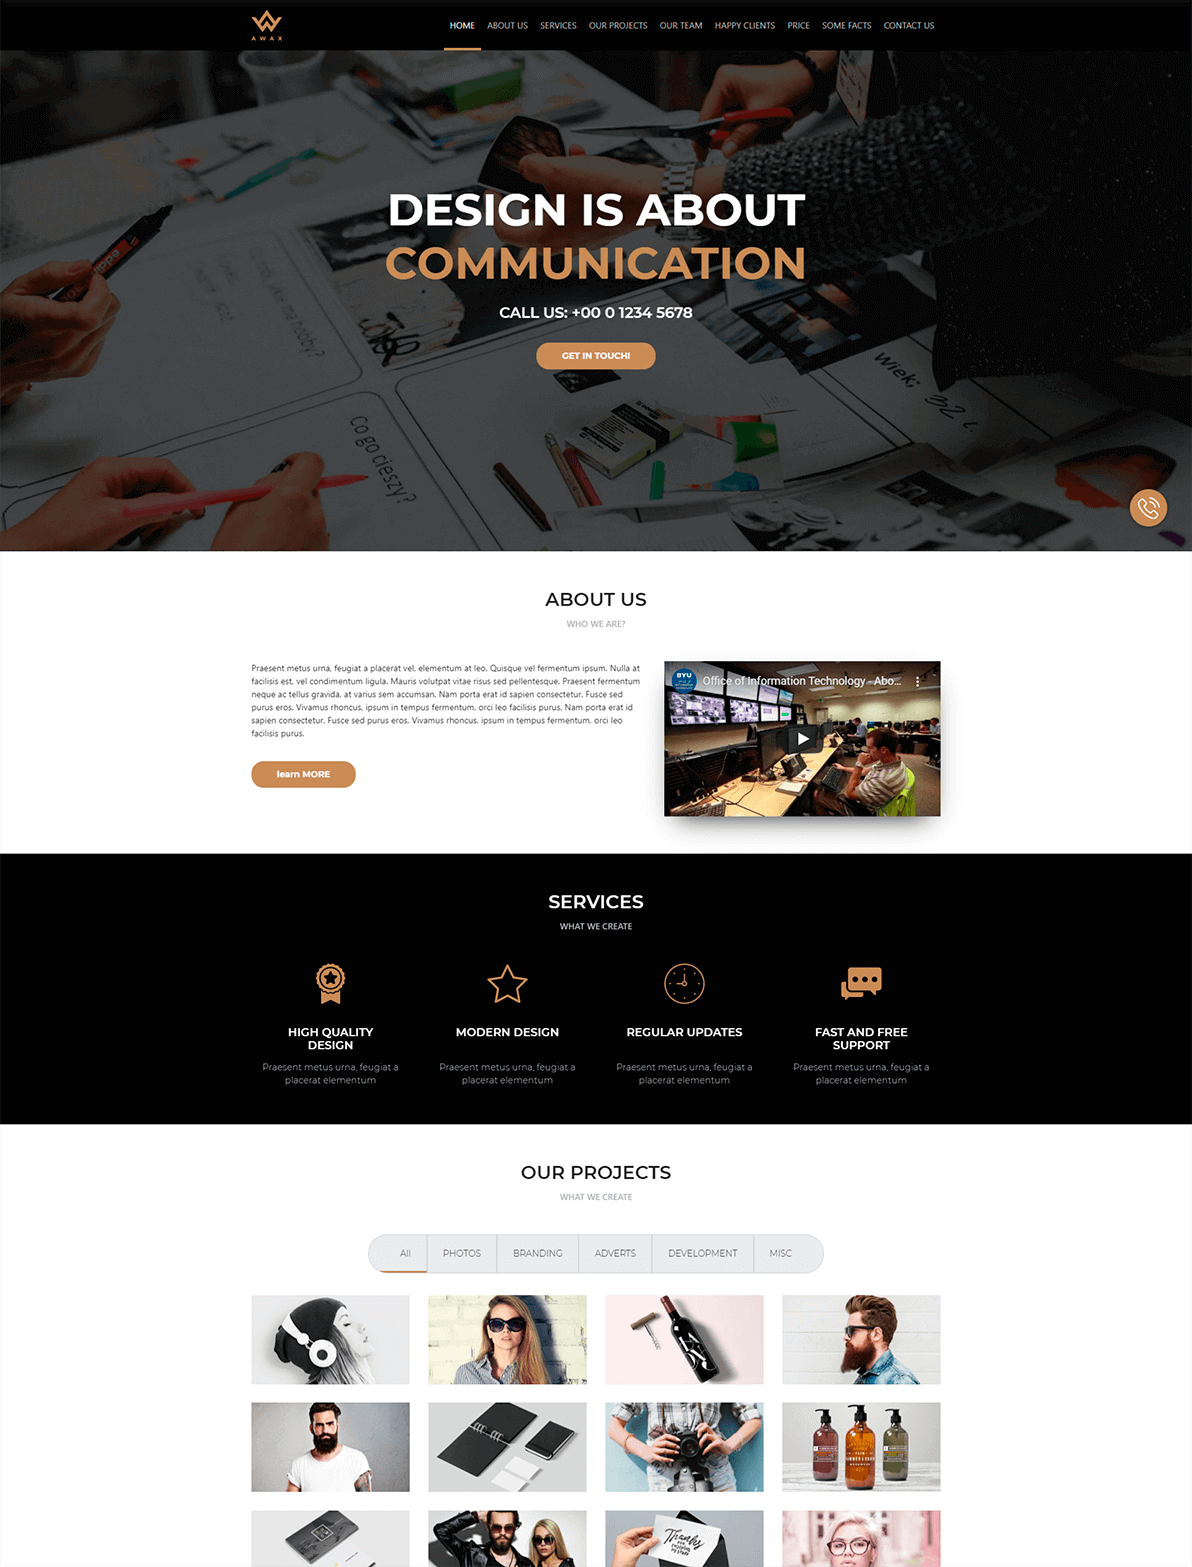 AWAX
HOME ABOUT US SERVICES OUR PROJECTS OUR TEAM HAPPY CLIENTS PRICE SOME FACTS CONTACT US
DESIGN IS ABOUT
COMMUNICATION
CALL US: +00 0 1234 5678
GET IN TOUCH!
ma hobby?
Co go cieszy?
Wiek: 32 l.
ABOUT US
WHO WE ARE?
Praesent metus urna, feugiat a placerat vel, elementum at leo. Quisque vel fermentum ipsum. Nulla at
facilisis est, vel condimentum ligula. Mauris volutpat vitae risus sed pellentesque. Praesent fermentum
neque ac tellus gravida, at varius sem accumsan. Nam porta erat id sapien consectetur. Fusce sed
purus eros. Vivamus rhoncus, ipsum in tempus fermentum, orci leo facilisis purus. Nam porta erat id
sapien consectetur. Fusce sed purus eros. Vivamus rhoncus, ipsum in tempus fermentum, orci leo
facilisis purus.
learn MORE
BYU
Office of Information Technology - Abo...
SERVICES
WHAT WE CREATE
HIGH QUALITY
DESIGN
Praesent metus urna, feugiat a
placerat elementum
MODERN DESIGN
Praesent metus urna, feugiat a
placerat elementum
REGULAR UPDATES
Praesent metus urna, feugiat a
placerat elementum
FAST AND FREE
SUPPORT
Praesent metus urna, feugiat a
placerat elementum
OUR PROJECTS
WHAT WE CREATE
All PHOTOS BRANDING ADVERTS DEVELOPMENT MISC
Thanks